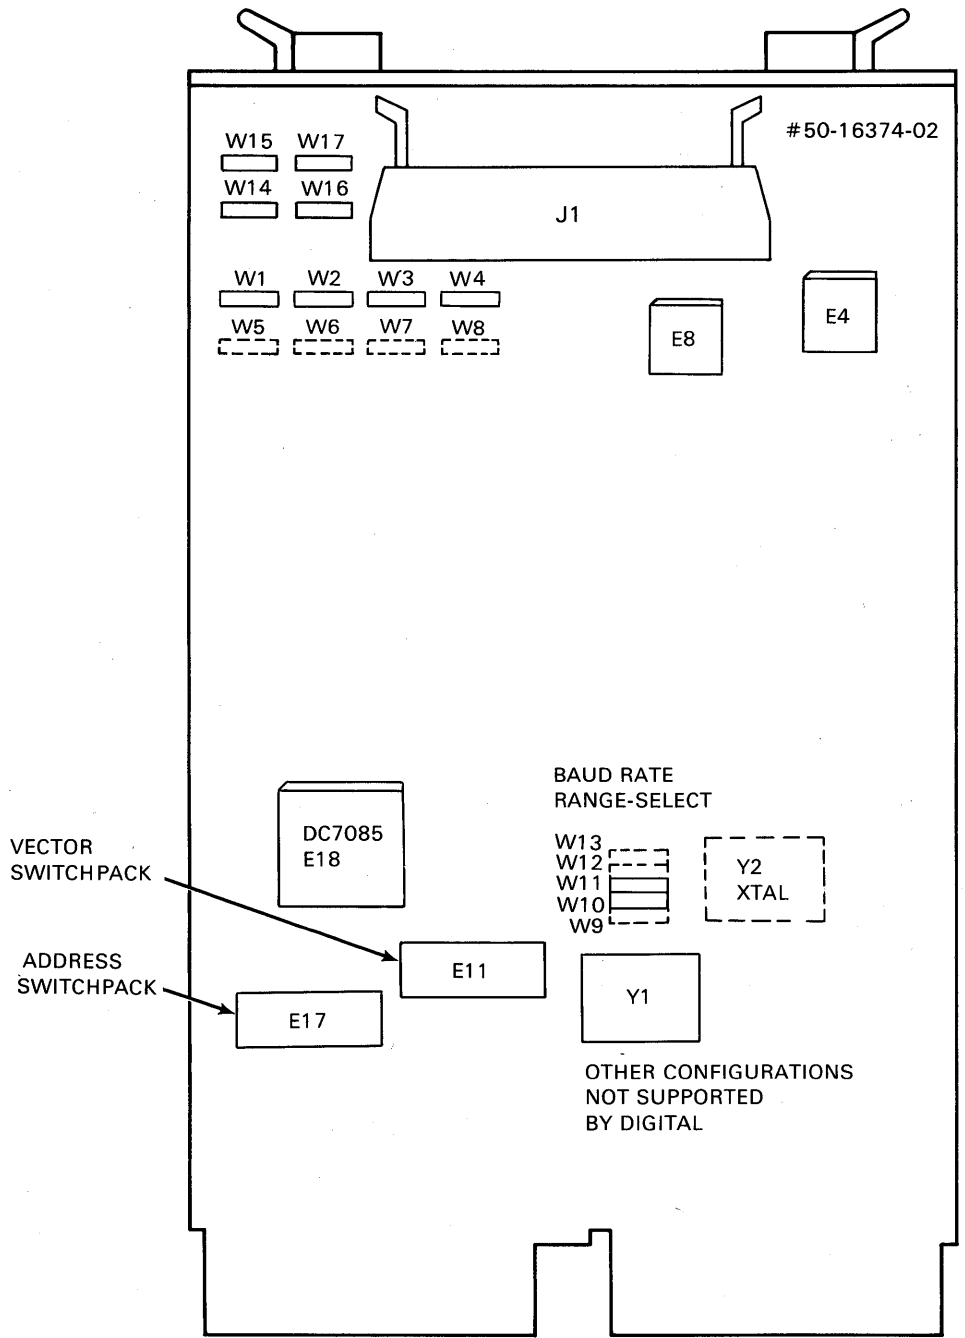 #50-16374-02
W15 W17
W14 W16
J1
W1 W2 W3 W4
W5 W6 W7 W8
E8
E4
BAUD RATE
RANGE-SELECT
DC7085
E18
VECTOR
SWITCHPACK
W13
W12
W11
W10
W9
Y2
XTAL
ADDRESS
SWITCHPACK
E11
E17
Y1
OTHER CONFIGURATIONS
NOT SUPPORTED
BY DIGITAL